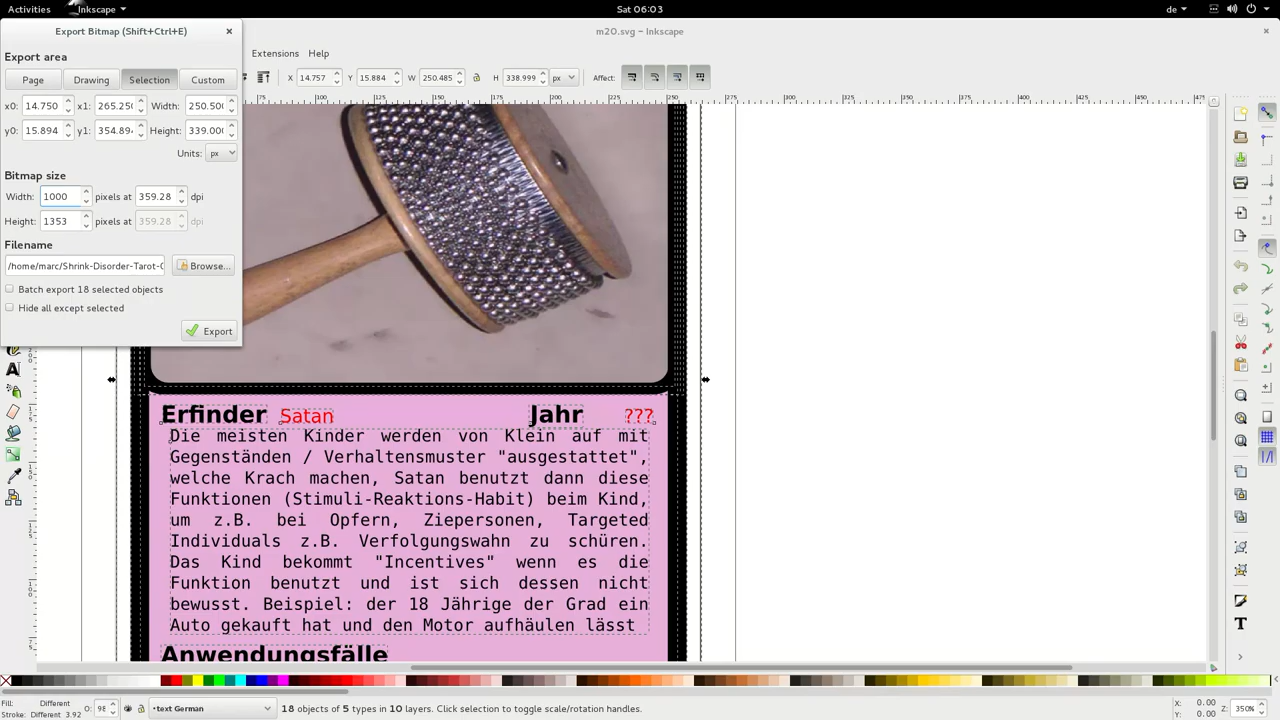 Activities
Inkscape
Sat 06:03
de
Export Bitmap (Shift+Ctrl+E)
m20.svg - Inkscape
Export area
Extensions
Help
Page
Drawing
Selection
Custom
X
14.757
Y
15.884
W
250.485
H
338.999
px
Affect:
x0:
14.750
x1:
265.250
Width:
250.500
y0:
15.894
y1:
354.894
Height:
339.000
Units:
px
Bitmap size
Width:
1000
pixels at
359.28
dpi
Height:
1353
pixels at
359.28
dpi
Filename
/home/marc/Shrink-Disorder-Tarot-
Browse...
Batch export 18 selected objects
Hide all except selected
Export
Erfinder Satan Jahr ???
Die meisten Kinder werden von Klein auf mit
Gegenständen / Verhaltensmuster "ausgestattet",
welche Krach machen, Satan benutzt dann diese
Funktionen (Stimuli-Reaktions-Habit) beim Kind,
um z.B. bei Opfern, Ziepersonen, Targeted
Individuals z.B. Verfolgungswahn zu schüren.
Das Kind bekommt "Incentives" wenn es die
Funktion benutzt und ist sich dessen nicht
bewusst. Beispiel: der 18 Jährige der Grad ein
Auto gekauft hat und den Motor aufhäulen lässt
Anwendungsfälle
Fill:
Different
Stroke:
Different
3.92
O:
98
*text German
18 objects of 5 types in 10 layers. Click selection to toggle scale/rotation handles.
X:
0.00
Y:
0.00
Z:
350%